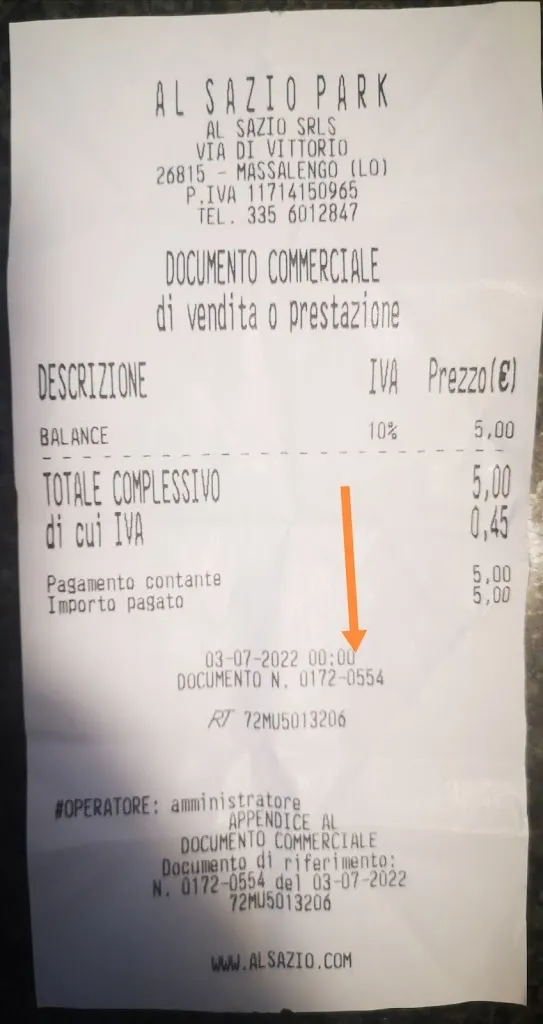 AL SAZIO PARK
AL SAZIO SRLS
VIA DI VITTORIO
26815 - MASSALENGO (LO)
P.IVA 11714150965
TEL. 335 6012847
DOCUMENTO COMMERCIALE
di vendita o prestazione
DESCRIZIONE IVA Prezzo(€)
BALANCE 10% 5,00
TOTALE COMPLESSIVO 5,00
di cui IVA 0,45
Pagamento contante 5,00
Importo pagato 5,00
03-07-2022 00:00
DOCUMENTO N. 0172-0554
RT 72MU5013206
#OPERATORE: amministratore
APPENDICE AL
DOCUMENTO COMMERCIALE
Documento di riferimento:
N. 0172-0554 del 03-07-2022
72MU5013206
WWW.ALSAZIO.COM